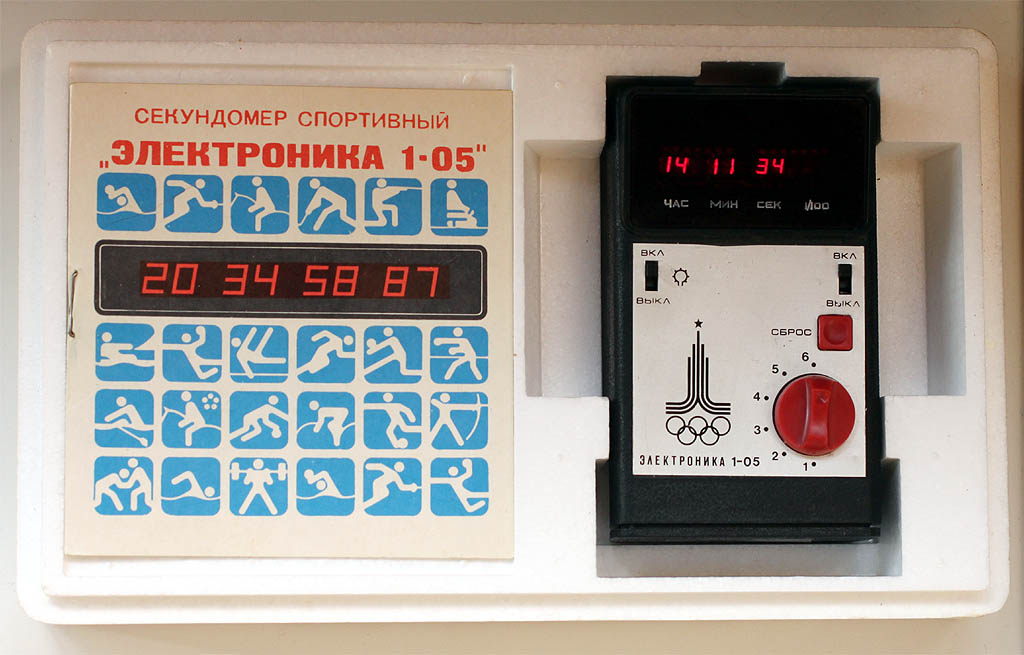 СЕКУНДОМЕР СПОРТИВНЫЙ
„ЭЛЕКТРОНИКА 1-05"
20 34 58 87
14 11 34
ЧАС МИН СЕК 1/100
ВКЛ
ВЫКЛ
ВКЛ
ВЫКЛ
СБРОС
6
5
4
3
2
1
ЭЛЕКТРОНИКА 1-05